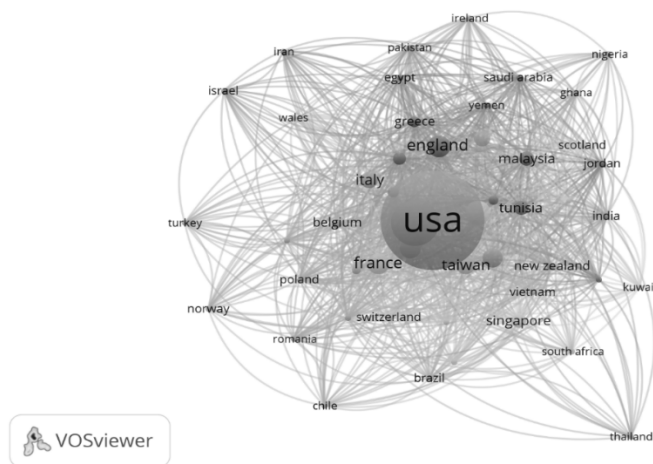 ireland
iran
pakistan
nigeria
egypt
saudi arabia
israel
ghana
yemen
wales
greece
england
scotland
malaysia
jordan
italy
tunisia
india
usa
turkey
belgium
france
taiwan
new zealand
poland
kuwai
vietnam
norway
switzerland
singapore
romania
south africa
brazil
chile
thailand
VOSviewer